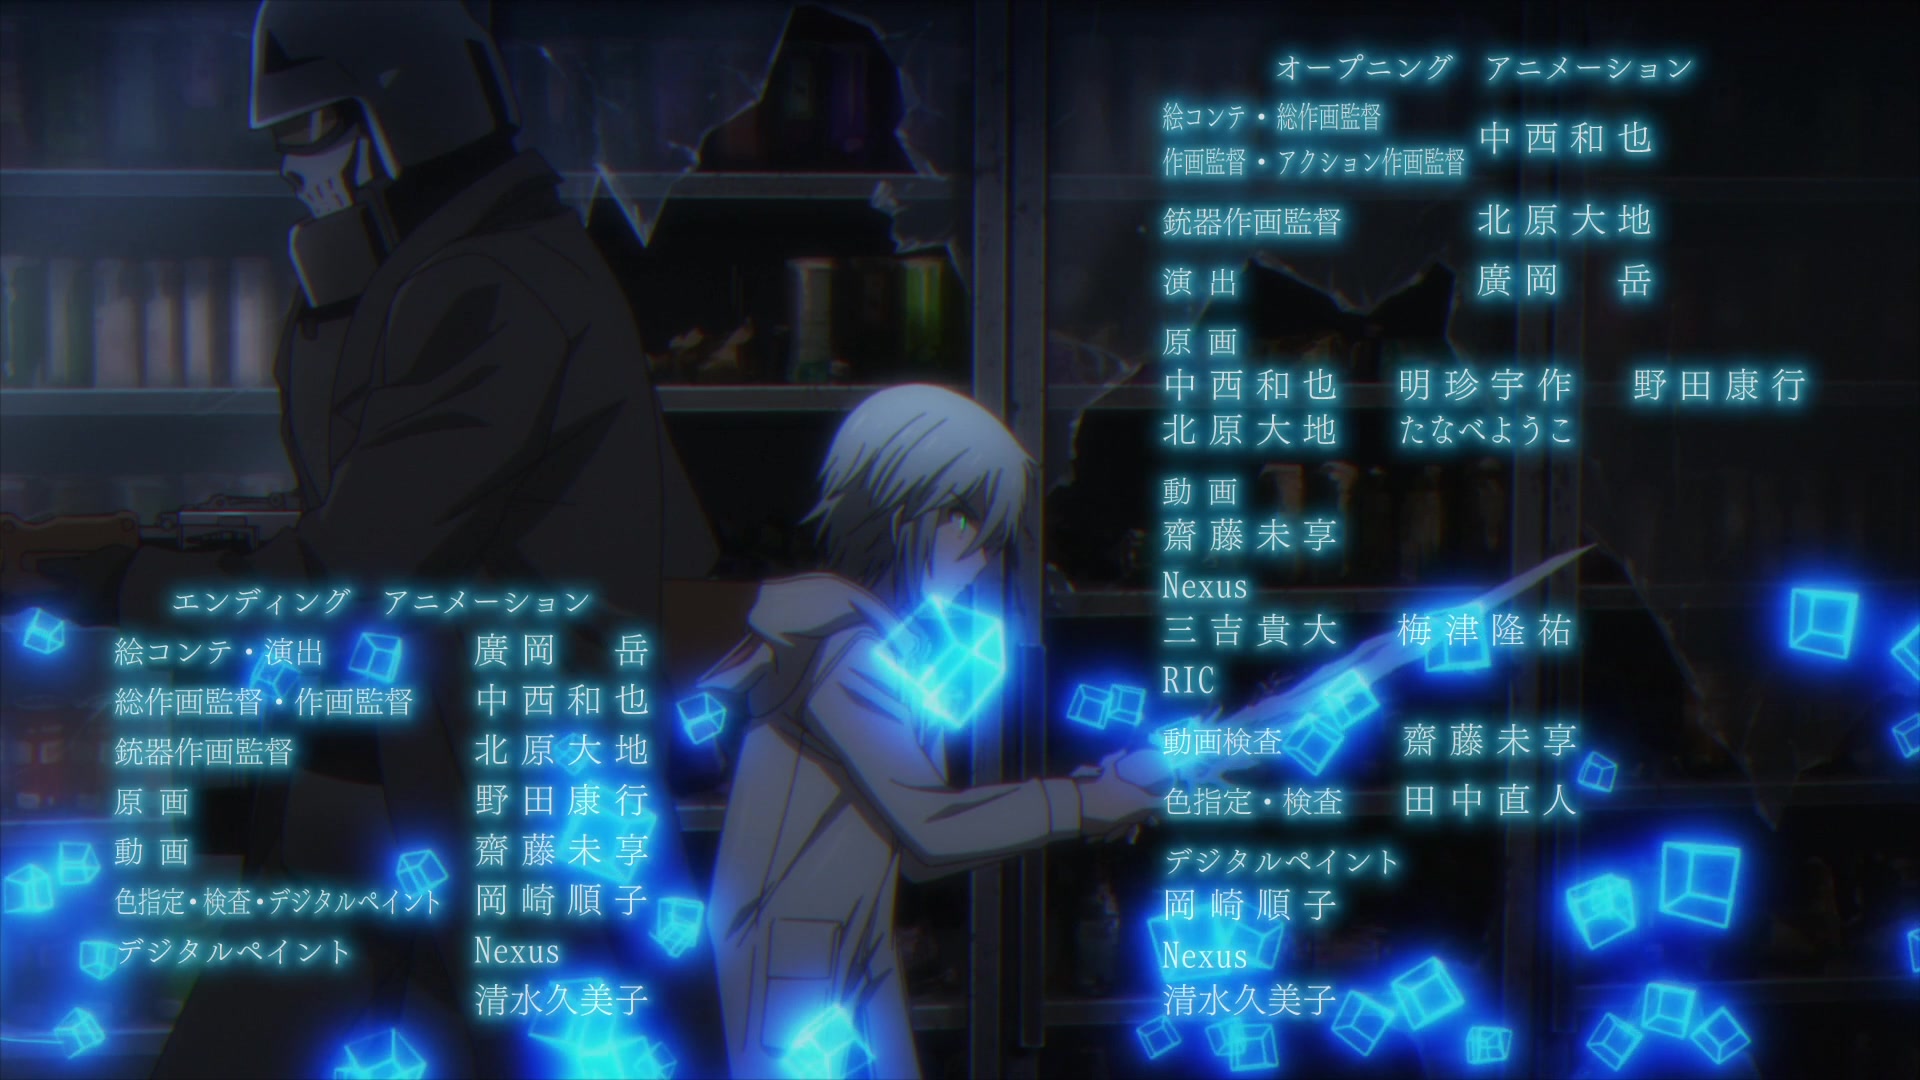 オープニング アニメーション
絵コンテ・総作画監督
作画監督・アクション作画監督 中西和也
銃器作画監督 北原大地
演出 廣岡 岳
原画
中西和也 明珍宇作 野田康行
北原大地 たなべようこ
動画
齋藤未享
Nexus
三吉貴大 梅津隆祐
RIC
動画検査 齋藤未享
色指定・検査 田中直人
デジタルペイント
岡崎順子
Nexus
清水久美子
エンディング アニメーション
絵コンテ・演出 廣岡 岳
総作画監督・作画監督 中西和也
銃器作画監督 北原大地
原画 野田康行
動画 齋藤未享
色指定・検査・デジタルペイント 岡崎順子
デジタルペイント Nexus
清水久美子